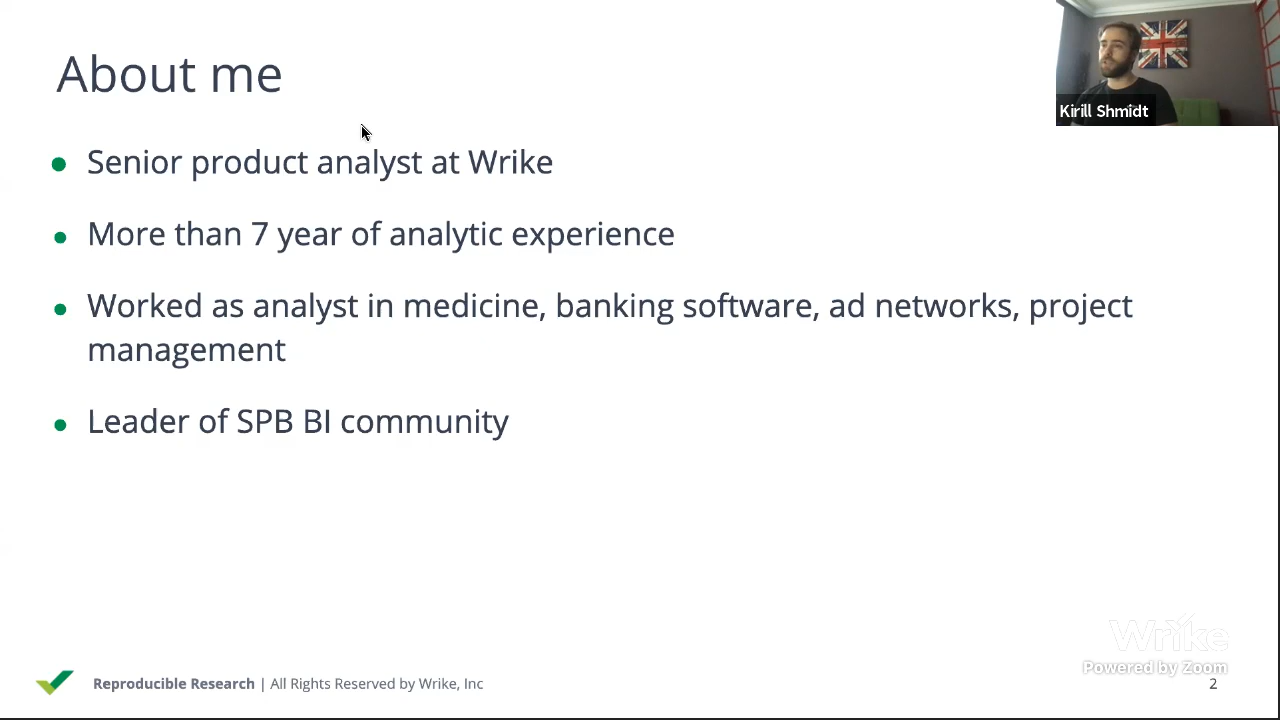 About me
Kirill Shmidt
Senior product analyst at Wrike
More than 7 year of analytic experience
Worked as analyst in medicine, banking software, ad networks, project
management
Leader of SPB BI community
Wrike
Powered by Zoom
Reproducible Research | All Rights Reserved by Wrike, Inc
2